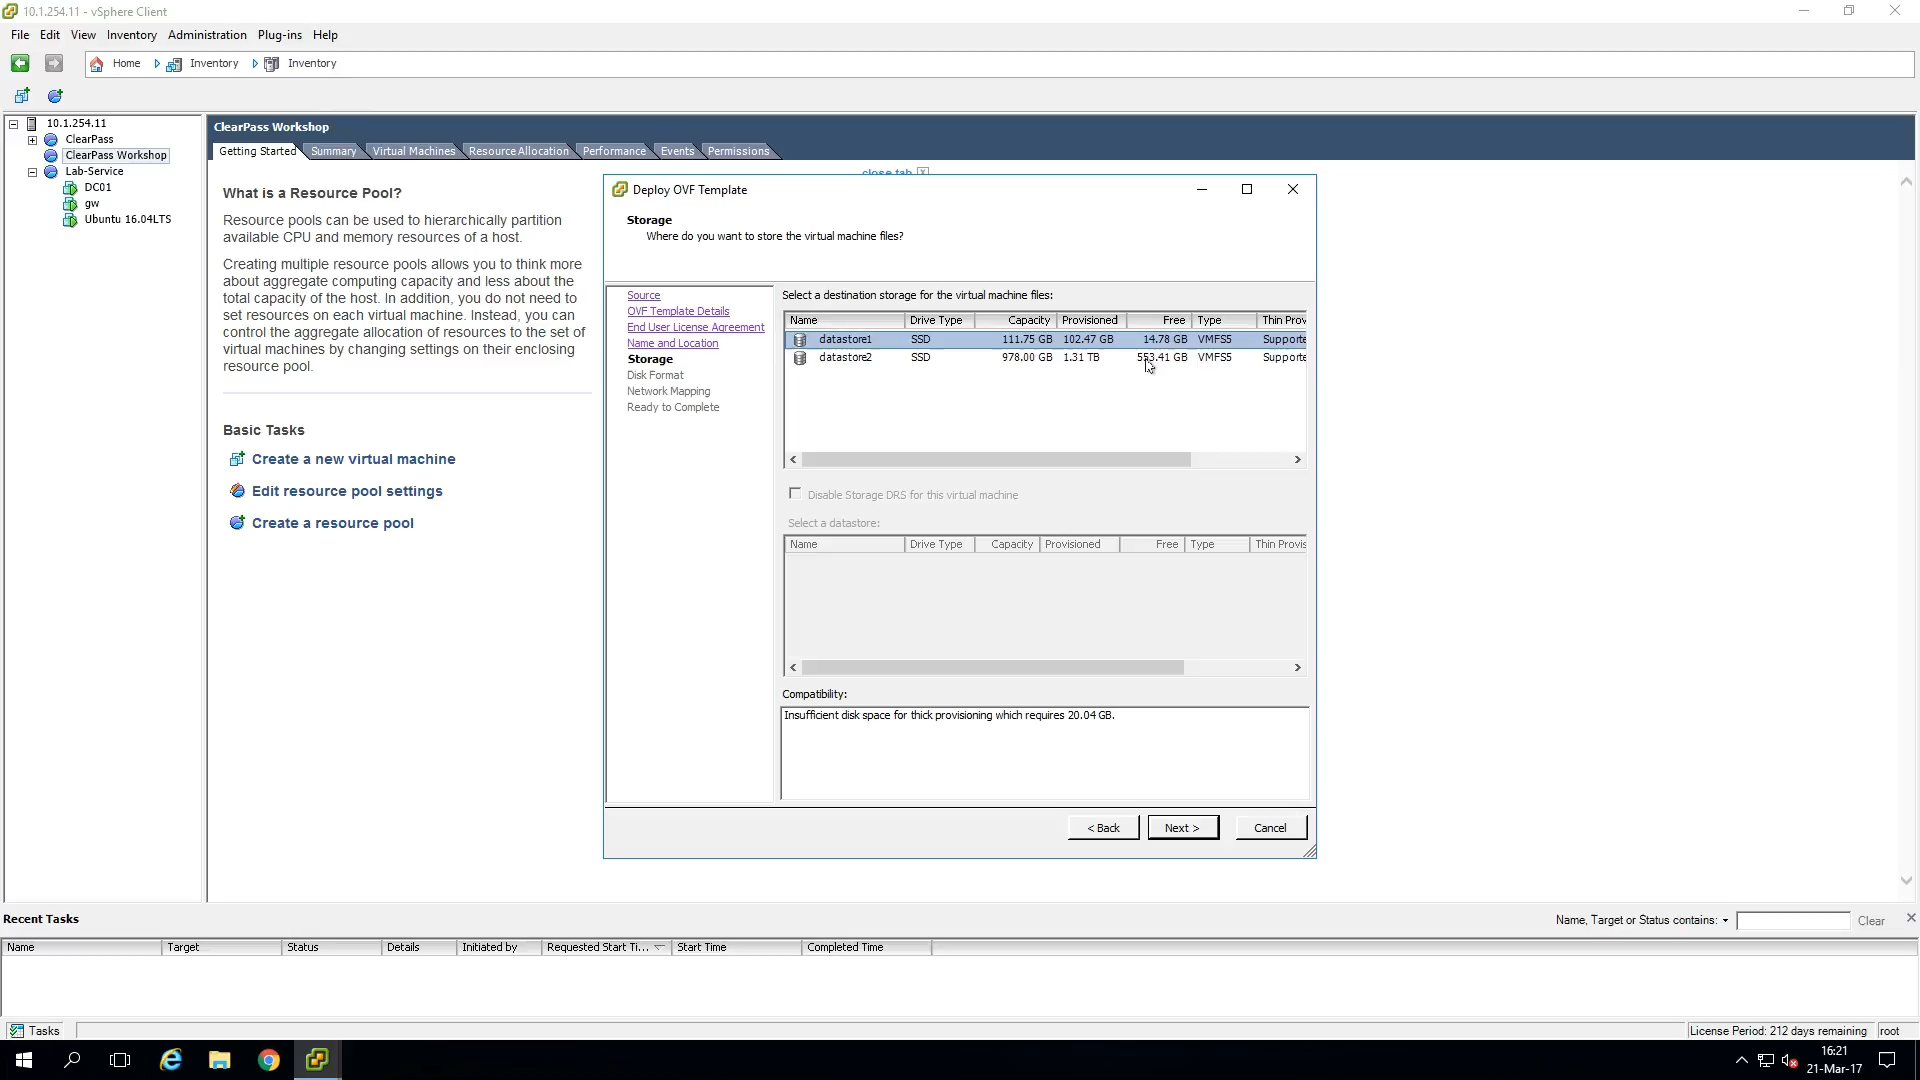 10.1.254.11 - vSphere Client
File Edit View Inventory Administration Plug-ins Help
Home Inventory Inventory
10.1.254.11
ClearPass
ClearPass Workshop
Lab-Service
DC01
gw
Ubuntu 16.04LTS
ClearPass Workshop
Getting Started Summary Virtual Machines Resource Allocation Performance Events Permissions
close tab
What is a Resource Pool?
Resource pools can be used to hierarchically partition
available CPU and memory resources of a host.
Creating multiple resource pools allows you to think more
about aggregate computing capacity and less about the
total capacity of the host. In addition, you do not need to
set resources on each virtual machine. Instead, you can
control the aggregate allocation of resources to the set of
virtual machines by changing settings on their enclosing
resource pool.
Basic Tasks
Create a new virtual machine
Edit resource pool settings
Create a resource pool
Deploy OVF Template
Storage
Where do you want to store the virtual machine files?
Source
OVF Template Details
End User License Agreement
Name and Location
Storage
Disk Format
Network Mapping
Ready to Complete
Select a destination storage for the virtual machine files:
Name Drive Type Capacity Provisioned Free Type Thin Prov
datastore1 SSD 111.75 GB 102.47 GB 14.78 GB VMFS5 Supporte
datastore2 SSD 978.00 GB 1.31 TB 553.41 GB VMFS5 Supporte
Disable Storage DRS for this virtual machine
Select a datastore:
Name Drive Type Capacity Provisioned Free Type Thin Provis
Compatibility:
Insufficient disk space for thick provisioning which requires 20.04 GB.
< Back Next > Cancel
Recent Tasks
Name, Target or Status contains: Clear
Name Target Status Details Initiated by Requested Start Ti... Start Time Completed Time
Tasks
License Period: 212 days remaining root
16:21
21-Mar-17